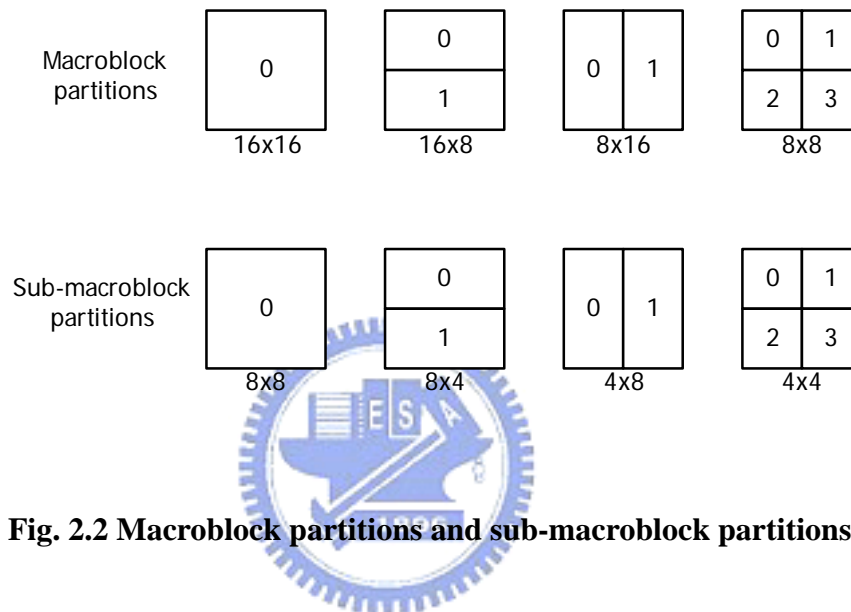 Macroblock
partitions
0
0
1
0 1
0 1
2 3
16x16 16x8 8x16 8x8
Sub-macroblock
partitions
0
0
1
0 1
0 1
2 3
8x8 8x4 4x8 4x4
E S A
1896
Fig. 2.2 Macroblock partitions and sub-macroblock partitions